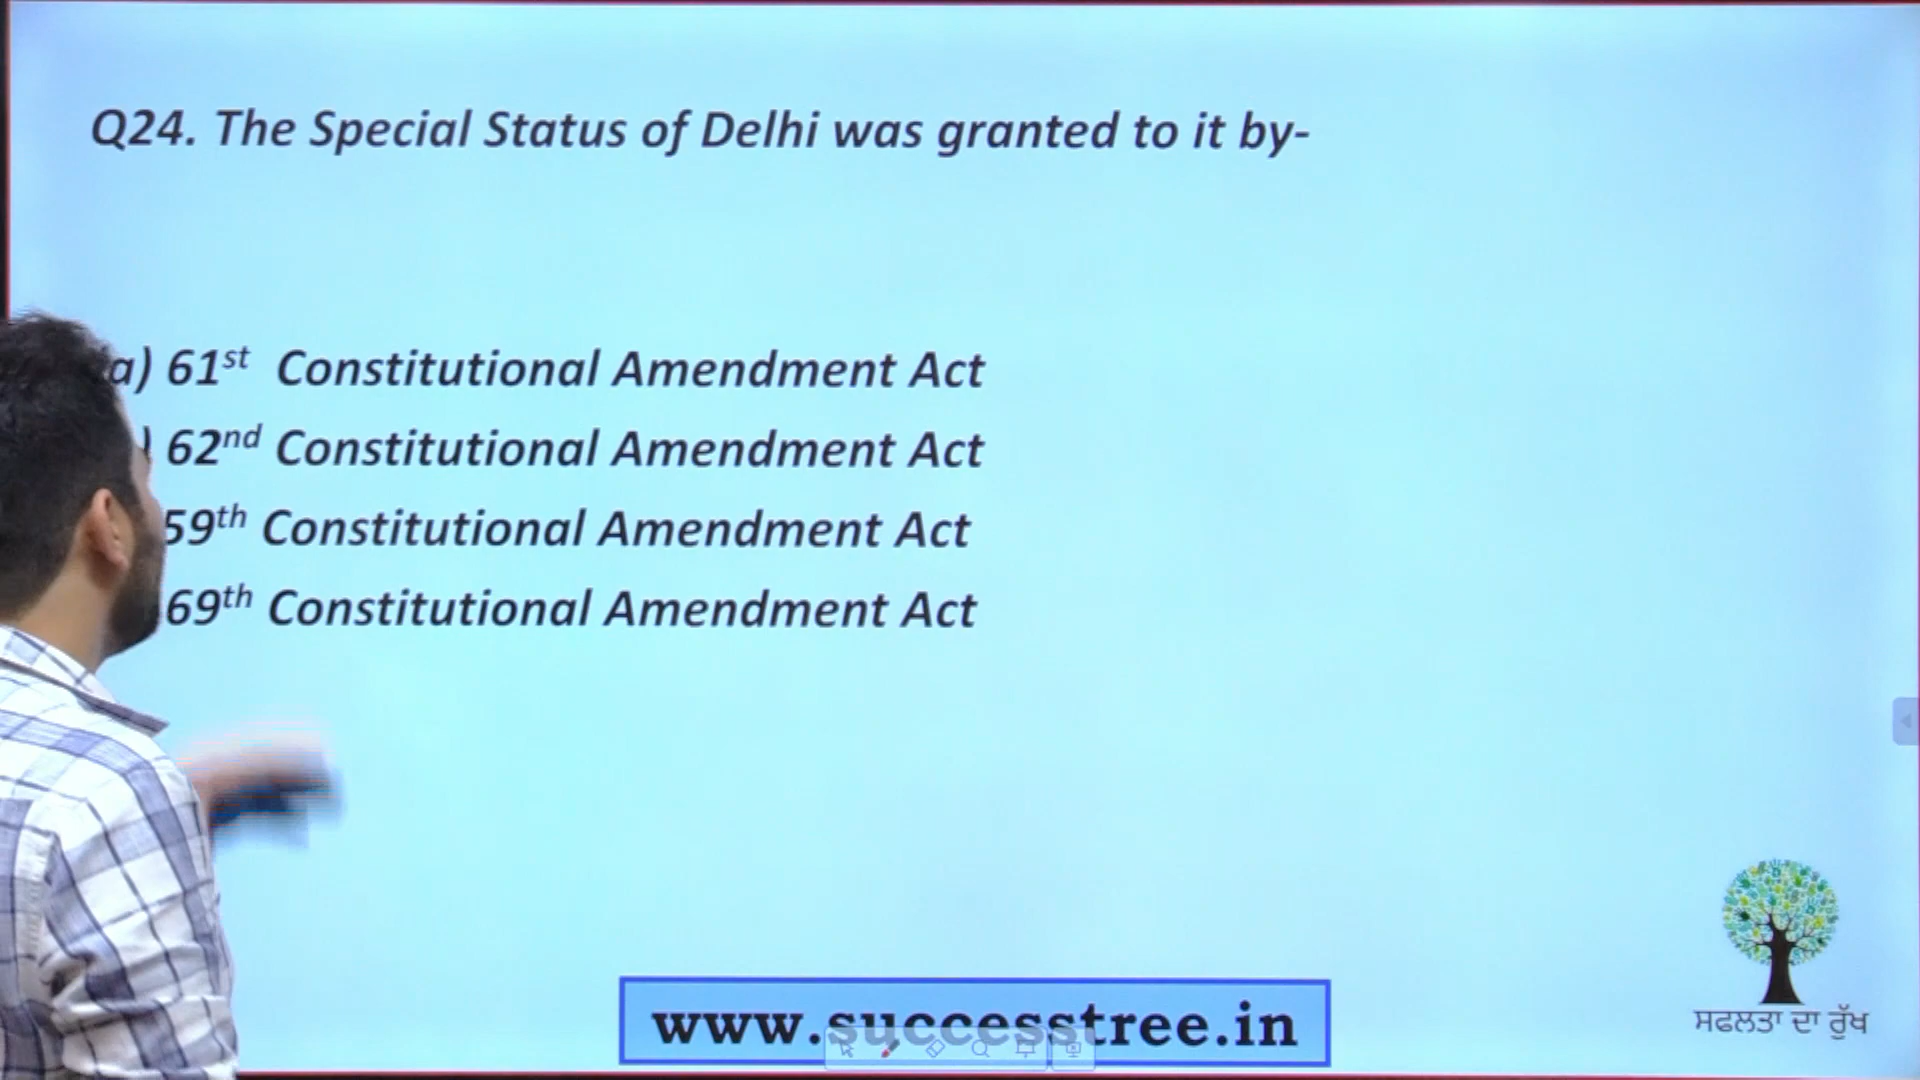 Q24. The Special Status of Delhi was granted to it by-
a) 61st Constitutional Amendment Act
) 62nd Constitutional Amendment Act
59th Constitutional Amendment Act
69th Constitutional Amendment Act
www.successtree.in
ਸਫਲਤਾ ਦਾ ਰੁੱਖ